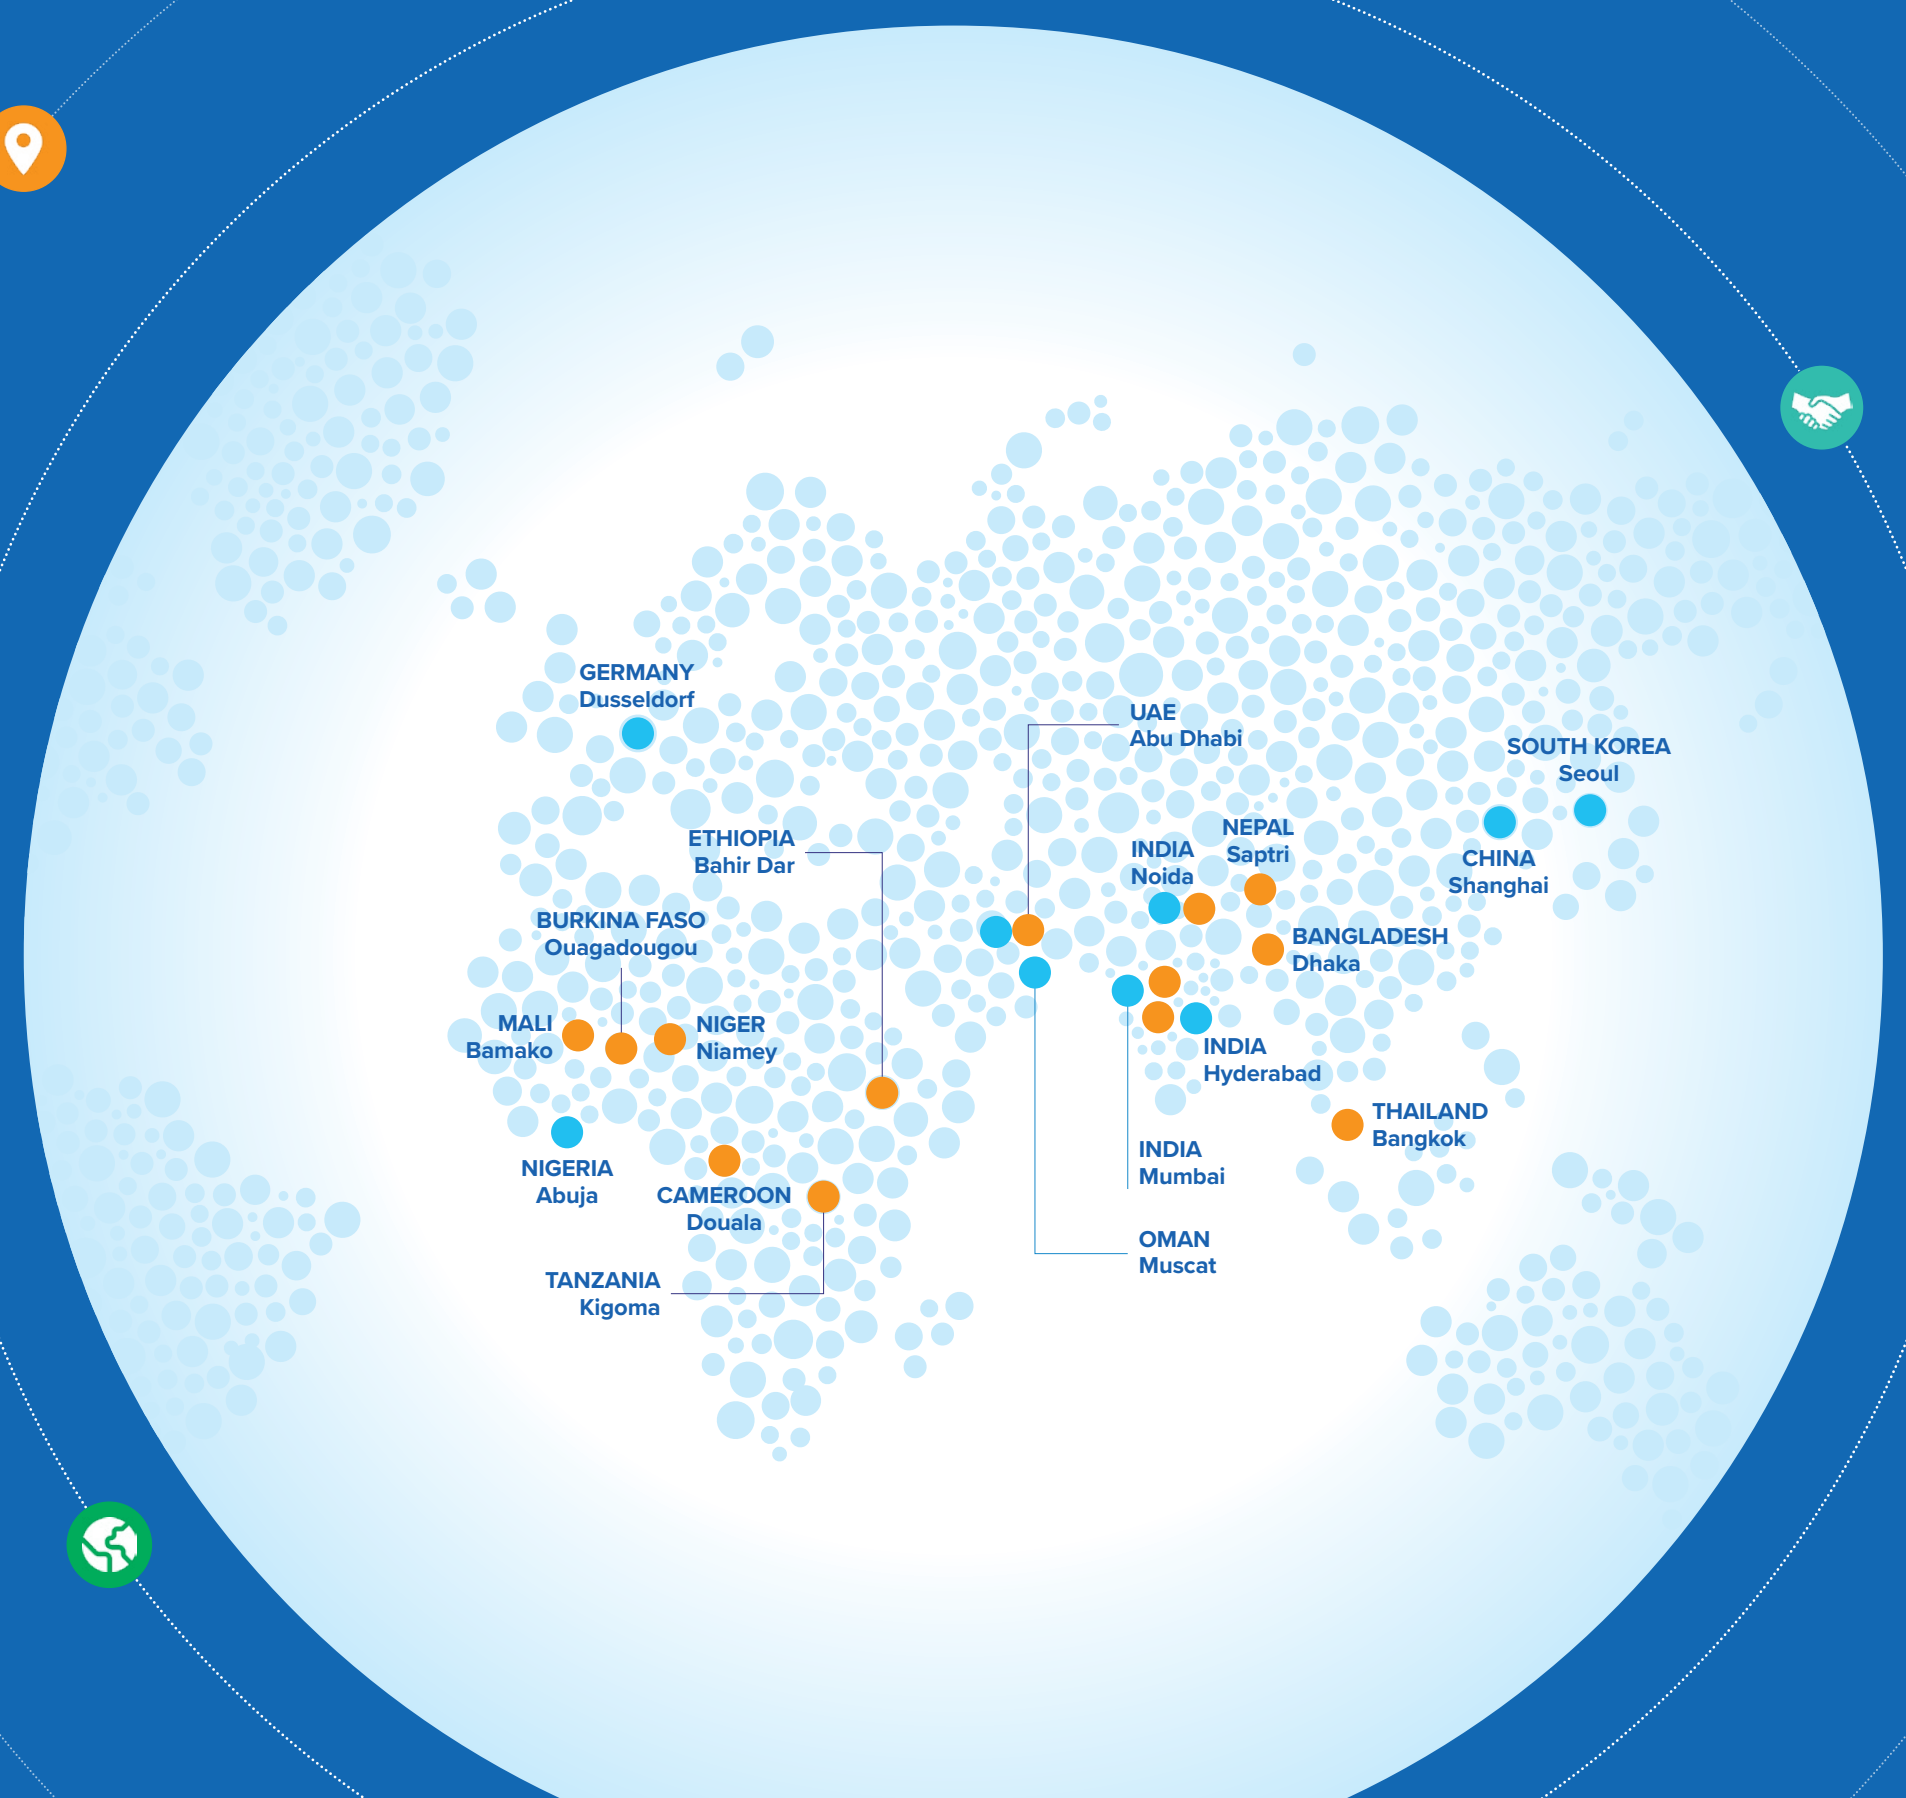 GERMANY
Dusseldorf
UAE
Abu Dhabi
SOUTH KOREA
Seoul
ETHIOPIA
Bahir Dar
NEPAL
Saptri
INDIA
Noida
CHINA
Shanghai
BURKINA FASO
Ouagadougou
BANGLADESH
Dhaka
MALI
Bamako
NIGER
Niamey
INDIA
Hyderabad
THAILAND
Bangkok
INDIA
Mumbai
NIGERIA
Abuja
CAMEROON
Douala
OMAN
Muscat
TANZANIA
Kigoma